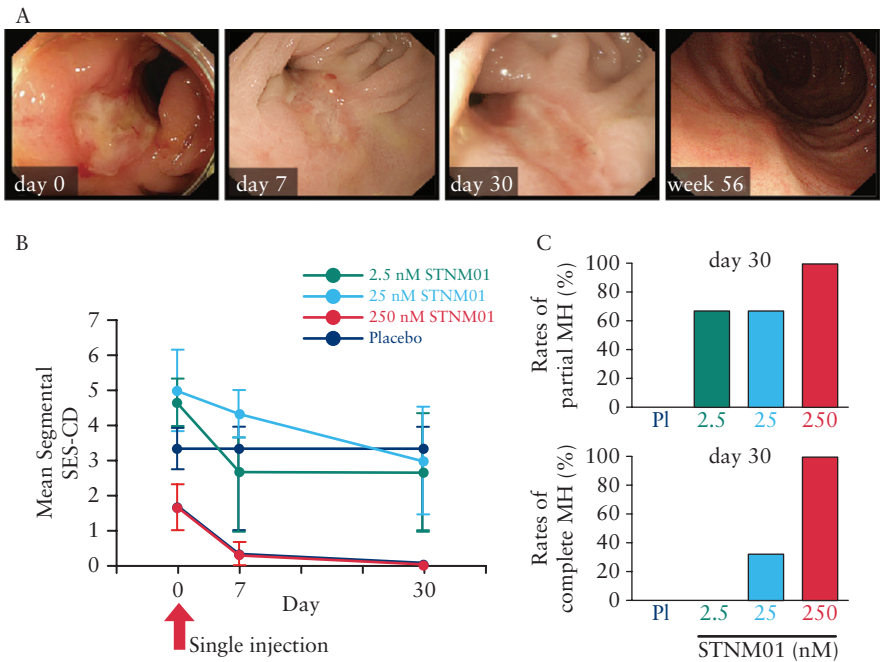 A
day 0
day 7
day 30
week 56
B
2.5 nM STNM01
25 nM STNM01
250 nM STNM01
Placebo
Mean Segmental
SES-CD
7
6
5
4
3
2
1
0
0
7
30
Day
Single injection
C
Rates of
partial MH (%)
day 30
100
80
60
40
20
0
Pl
2.5
25
250
Rates of
complete MH (%)
day 30
100
80
60
40
20
0
Pl
2.5
25
250
STNM01 (nM)